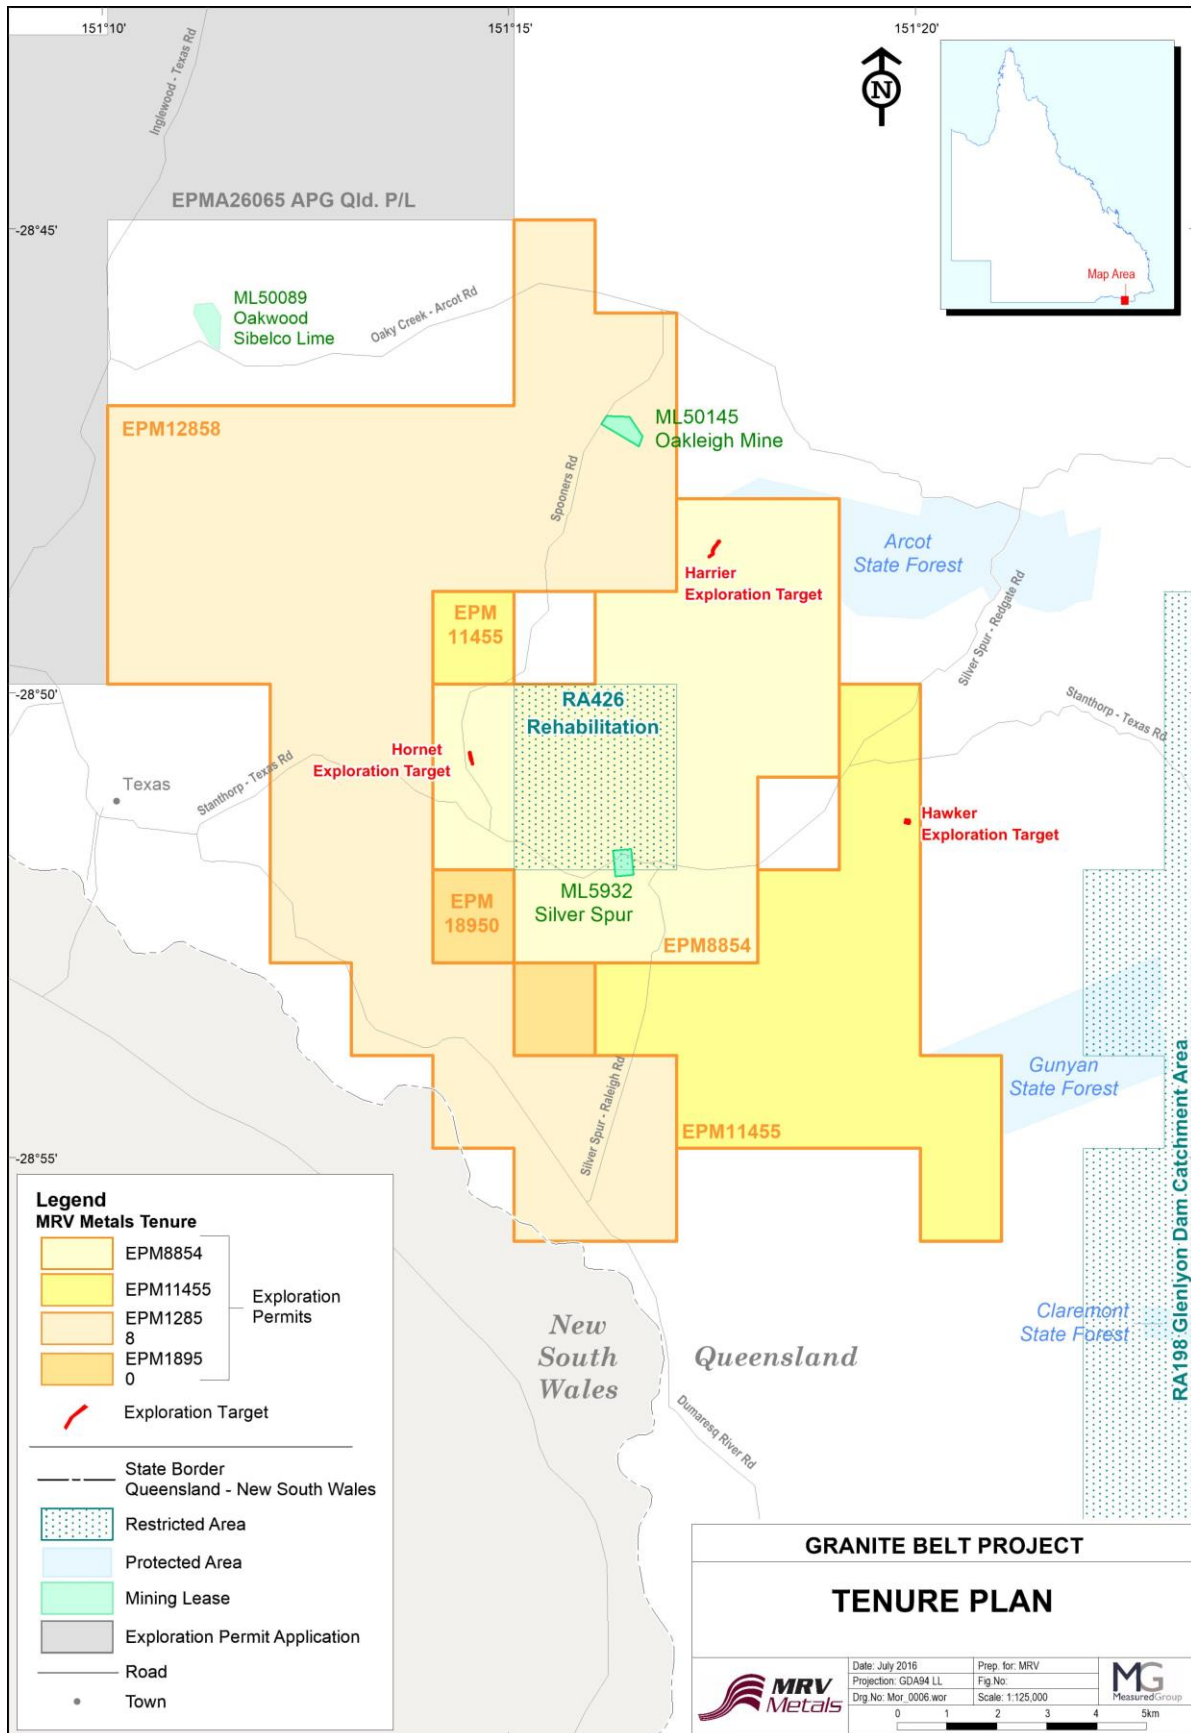 151°10'
151°15'
151°20'
Inglewood - Texas Rd
N
Map Area
EPMA26065 APG Qld. P/L
-28°45'
ML50089
Oakwood
Sibelco Lime
Oaky Creek - Arcot Rd
EPM12858
ML50145
Oakleigh Mine
Spooners Rd
Arcot
State Forest
Harrier
Exploration Target
EPM
11455
Silver Spur - Redgate Rd
-28°50'
RA426
Rehabilitation
Stanthorp - Texas Rd
Hornet
Exploration Target
Texas
Stanthorp - Texas Rd
Hawker
Exploration Target
ML5932
Silver Spur
EPM
18950
EPM8854
Gunyan
State Forest
Silver Spur - Raleigh Rd
EPM11455
-28°55'
RA198 Glenlyon Dam Catchment Area
Claremont
State Forest
New
South
Wales
Queensland
Dumaresq River Rd
Legend
MRV Metals Tenure
EPM8854
EPM11455
EPM1285
8
EPM1895
0
Exploration
Permits
Exploration Target
State Border
Queensland - New South Wales
Restricted Area
Protected Area
Mining Lease
Exploration Permit Application
Road
Town
GRANITE BELT PROJECT
TENURE PLAN
MRV
Metals
Date: July 2016
Prep. for: MRV
Projection: GDA94 LL
Fig.No:
Drg.No: Mor_0006.wor
Scale: 1:125,000
MG
MeasuredGroup
0 1 2 3 4 5km